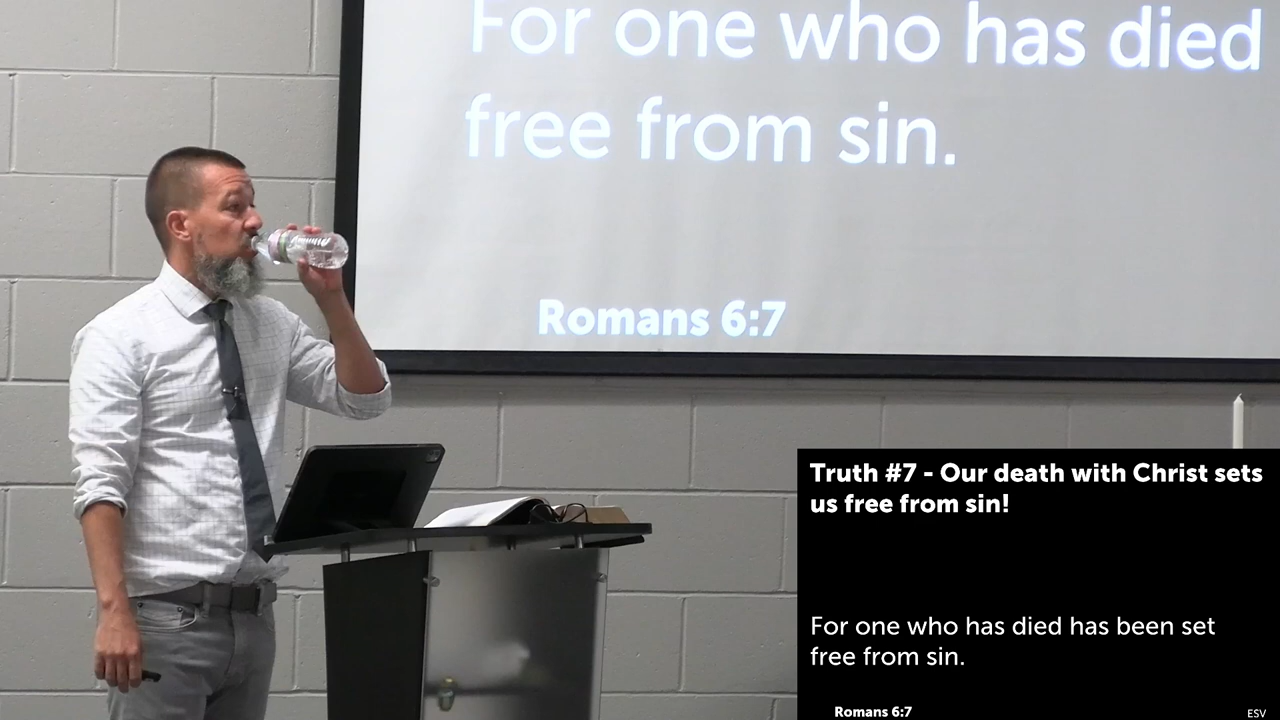 For one who has died
free from sin.
Romans 6:7
Truth #7 - Our death with Christ sets
us free from sin!
For one who has died has been set
free from sin.
Romans 6:7
ESV